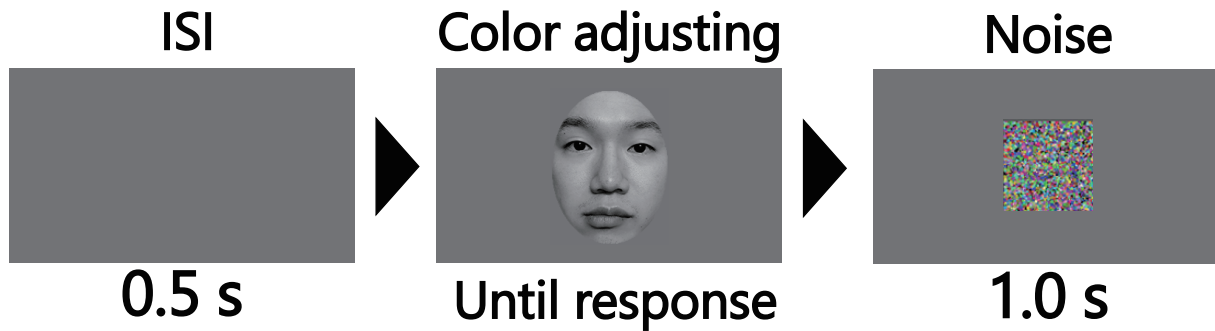 ISI
Color adjusting
Noise
0.5 s
Until response
1.0 s